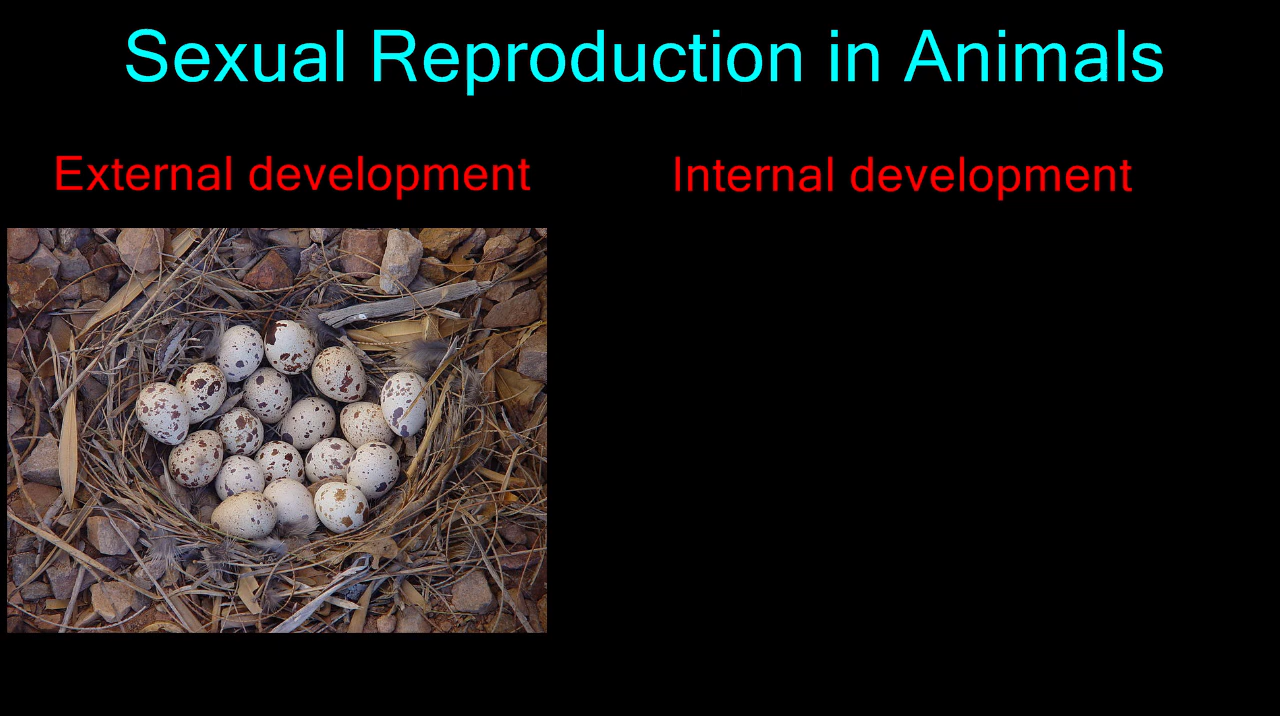 Sexual Reproduction in Animals
External development
Internal development